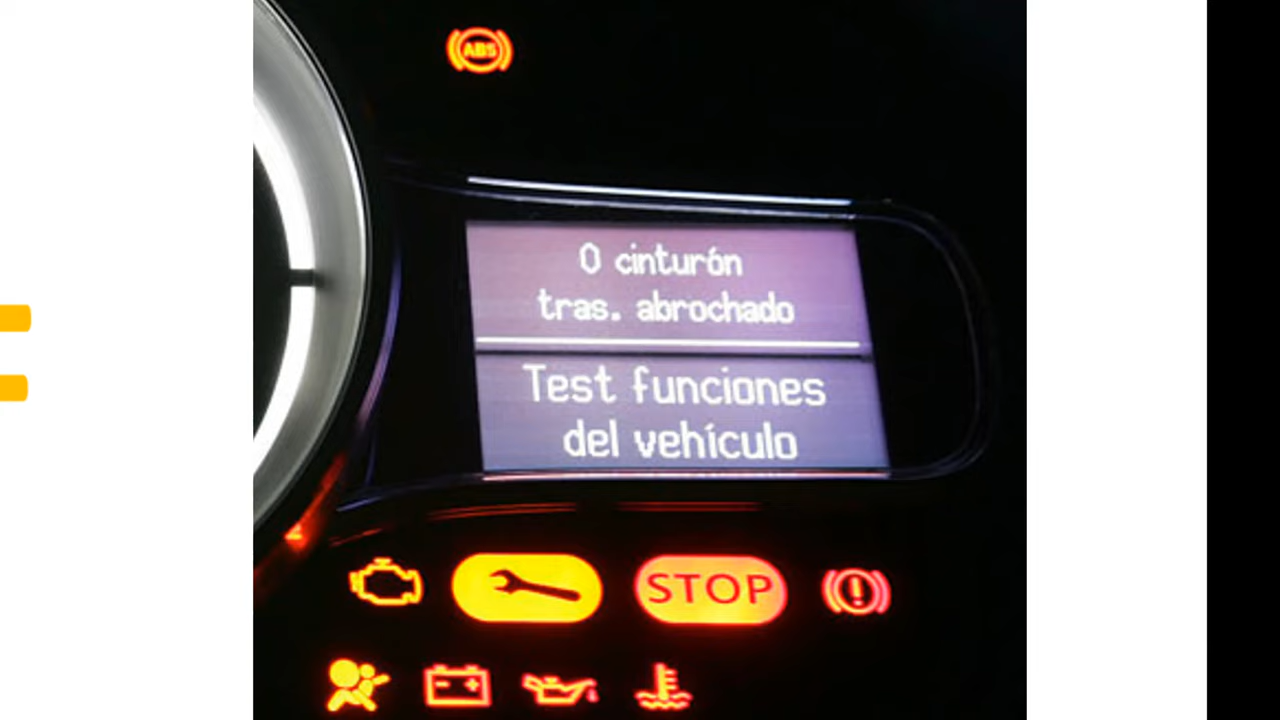 ABS
0 cinturón
tras. abrochado
Test funciones
del vehículo
STOP